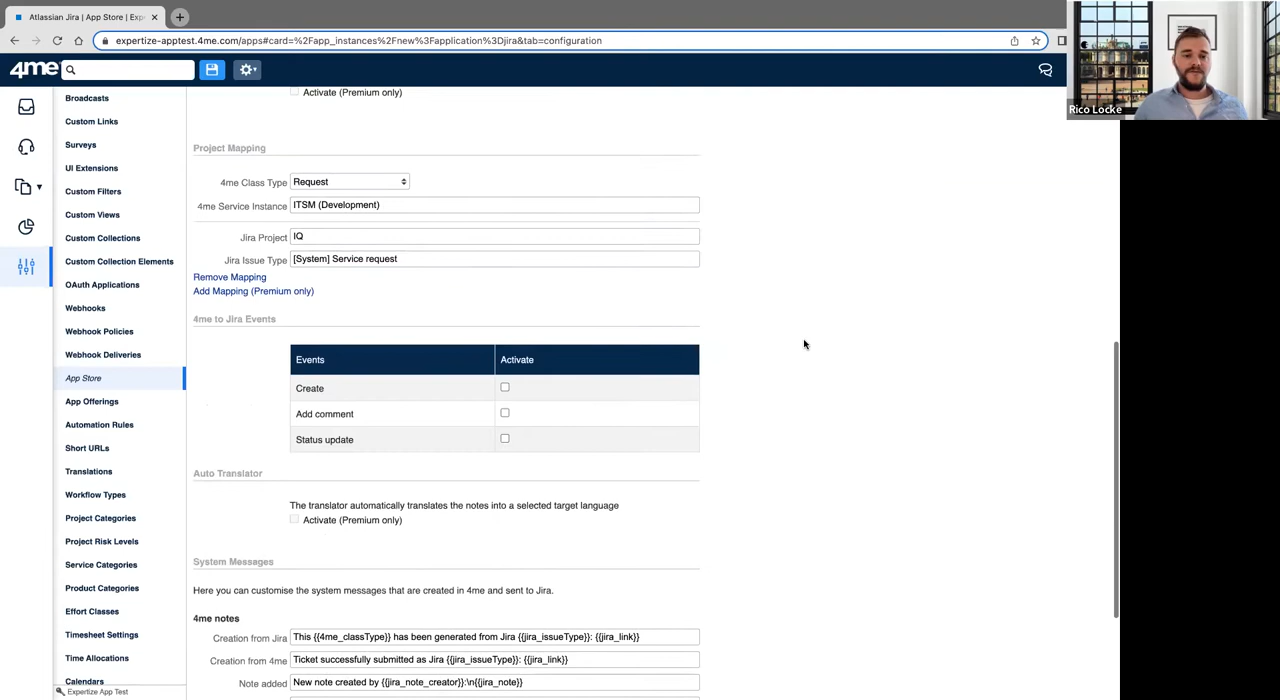 Atlassian Jira | App Store | Exp
expertize-apptest.4me.com/apps#card=%2Fapp_instances%2Fnew%3Fapplication%3Djira&tab=configuration
Rico Locke
4me
Broadcasts
Custom Links
Surveys
UI Extensions
Custom Filters
Custom Views
Custom Collections
Custom Collection Elements
OAuth Applications
Webhooks
Webhook Policies
Webhook Deliveries
App Store
App Offerings
Automation Rules
Short URLs
Translations
Workflow Types
Project Categories
Project Risk Levels
Service Categories
Product Categories
Effort Classes
Timesheet Settings
Time Allocations
Calendars
Expertize App Test
Activate (Premium only)
Project Mapping
4me Class Type Request
4me Service Instance ITSM (Development)
Jira Project IQ
Jira Issue Type [System] Service request
Remove Mapping
Add Mapping (Premium only)
4me to Jira Events
Events Activate
Create
Add comment
Status update
Auto Translator
The translator automatically translates the notes into a selected target language
Activate (Premium only)
System Messages
Here you can customise the system messages that are created in 4me and sent to Jira.
4me notes
Creation from Jira This {{4me_classType}} has been generated from Jira {{jira_issueType}}: {{jira_link}}
Creation from 4me Ticket successfully submitted as Jira {{jira_issueType}}: {{jira_link}}
Note added New note created by {{jira_note_creator}}:\n{{jira_note}}